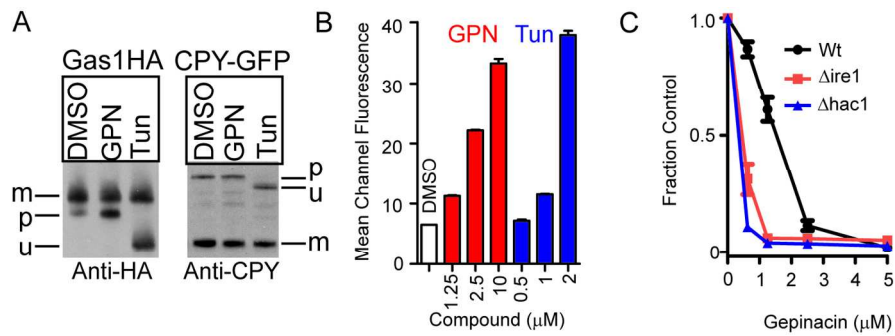 A
Gas1HA CPY-GFP
DMSO
GPN
Tun
DMSO
GPN
Tun
m
p
u
p
u
m
Anti-HA Anti-CPY
B
40
30
20
10
0
Mean Channel Fluorescence
GPN Tun
DMSO
1.25
2.5
10
0.5
1
2
Compound (μM)
C
Wt
Δire1
Δhac1
1.0
0.5
0
Fraction Control
0 1 2 3 4 5
Gepinacin (μM)